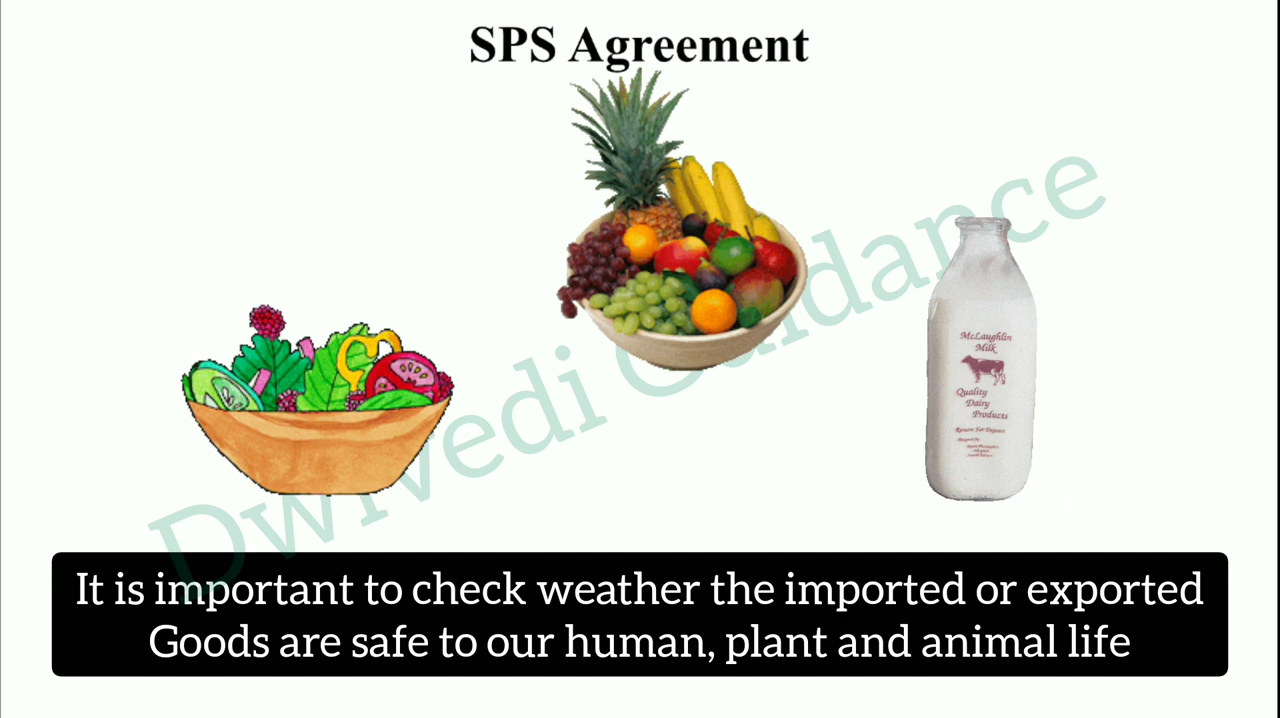 SPS Agreement
Dwivedi Guidance
McLaughlin
Milk
Quality
Dairy
Products
Return For Deposit
It is important to check weather the imported or exported
Goods are safe to our human, plant and animal life